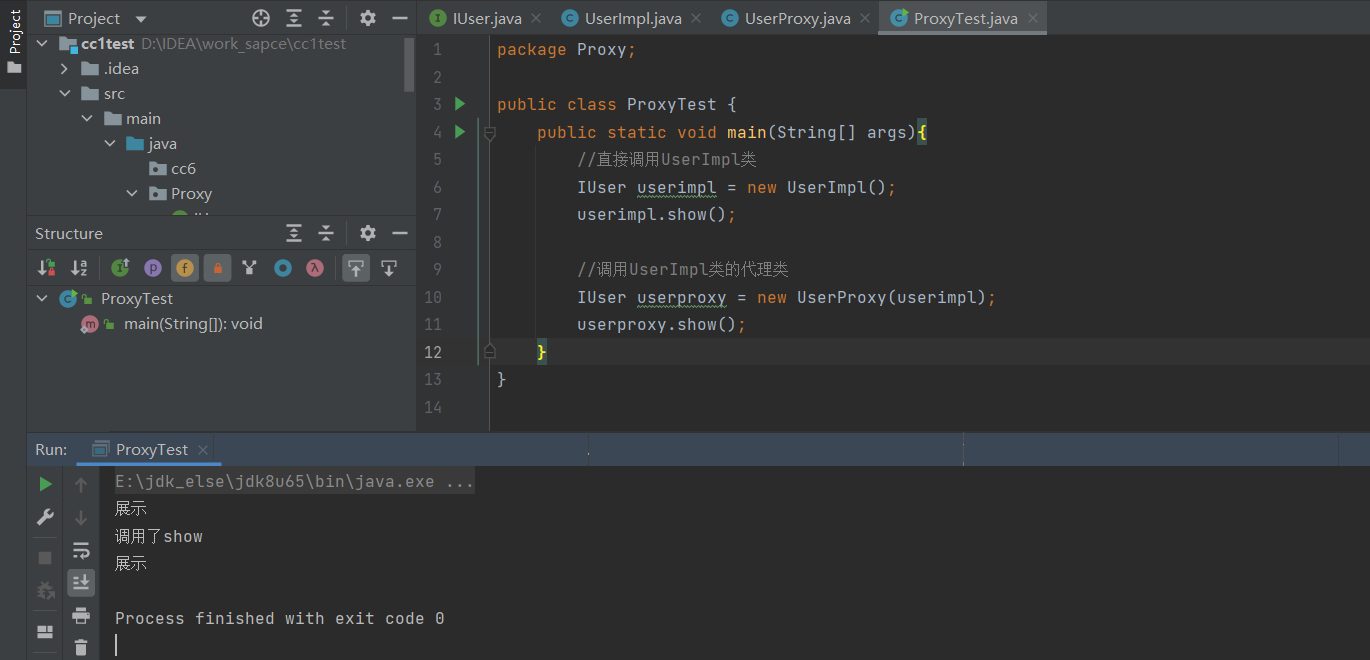 Project
Project
IUser.java
UserImpl.java
UserProxy.java
ProxyTest.java
cc1test D:\IDEA\work_sapce\cc1test
.idea
src
main
java
cc6
Proxy
Structure
ProxyTest
main(String[]): void
1 package Proxy;
2
3 public class ProxyTest {
4 public static void main(String[] args){
5 //直接调用UserImpl类
6 IUser userimpl = new UserImpl();
7 userimpl.show();
8
9 //调用UserImpl类的代理类
10 IUser userproxy = new UserProxy(userimpl);
11 userproxy.show();
12 }
13 }
14
Run: ProxyTest
E:\jdk_else\jdk8u65\bin\java.exe ...
展示
调用了show
展示
Process finished with exit code 0